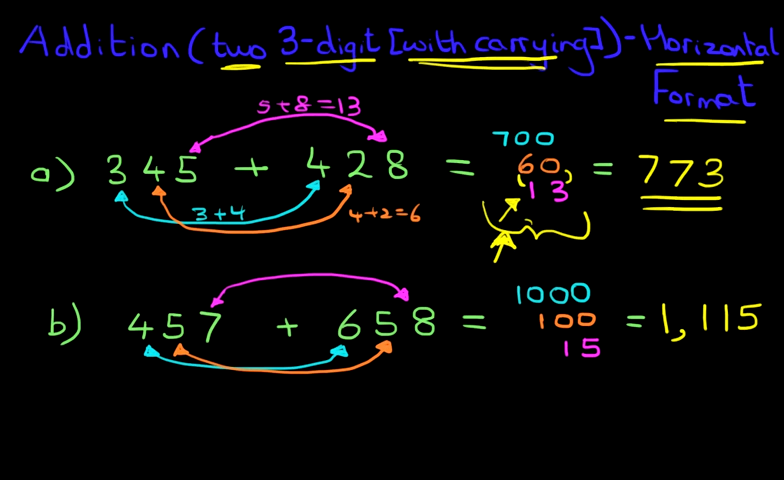 Addition (two 3-digit [with carrying]) - Horizontal
Format
5+8=13
700
a) 345 + 428 = 60 = 773
13
3+4 4+2=6
1000
b) 457 + 658 = 100 = 1,115
15